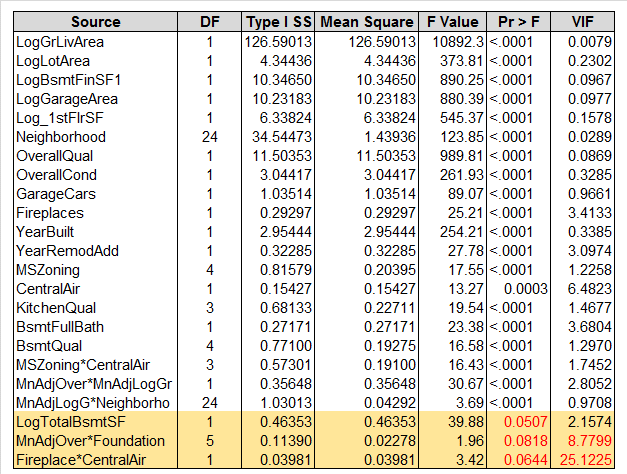 Source DF Type I SS Mean Square F Value Pr > F VIF
LogGrLivArea 1 126.59013 126.59013 10892.3 <.0001 0.0079
LogLotArea 1 4.34436 4.34436 373.81 <.0001 0.2302
LogBsmtFinSF1 1 10.34650 10.34650 890.25 <.0001 0.0967
LogGarageArea 1 10.23183 10.23183 880.39 <.0001 0.0977
Log_1stFlrSF 1 6.33824 6.33824 545.37 <.0001 0.1578
Neighborhood 24 34.54473 1.43936 123.85 <.0001 0.0289
OverallQual 1 11.50353 11.50353 989.81 <.0001 0.0869
OverallCond 1 3.04417 3.04417 261.93 <.0001 0.3285
GarageCars 1 1.03514 1.03514 89.07 <.0001 0.9661
Fireplaces 1 0.29297 0.29297 25.21 <.0001 3.4133
YearBuilt 1 2.95444 2.95444 254.21 <.0001 0.3385
YearRemodAdd 1 0.32285 0.32285 27.78 <.0001 3.0974
MSZoning 4 0.81579 0.20395 17.55 <.0001 1.2258
CentralAir 1 0.15427 0.15427 13.27 0.0003 6.4823
KitchenQual 3 0.68133 0.22711 19.54 <.0001 1.4677
BsmtFullBath 1 0.27171 0.27171 23.38 <.0001 3.6804
BsmtQual 4 0.77100 0.19275 16.58 <.0001 1.2970
MSZoning*CentralAir 3 0.57301 0.19100 16.43 <.0001 1.7452
MnAdjOver*MnAdjLogGr 1 0.35648 0.35648 30.67 <.0001 2.8052
MnAdjLogG*Neighborho 24 1.03013 0.04292 3.69 <.0001 0.9708
LogTotalBsmtSF 1 0.46353 0.46353 39.88 0.0507 2.1574
MnAdjOver*Foundation 5 0.11390 0.02278 1.96 0.0818 8.7799
Fireplace*CentralAir 1 0.03981 0.03981 3.42 0.0644 25.1225